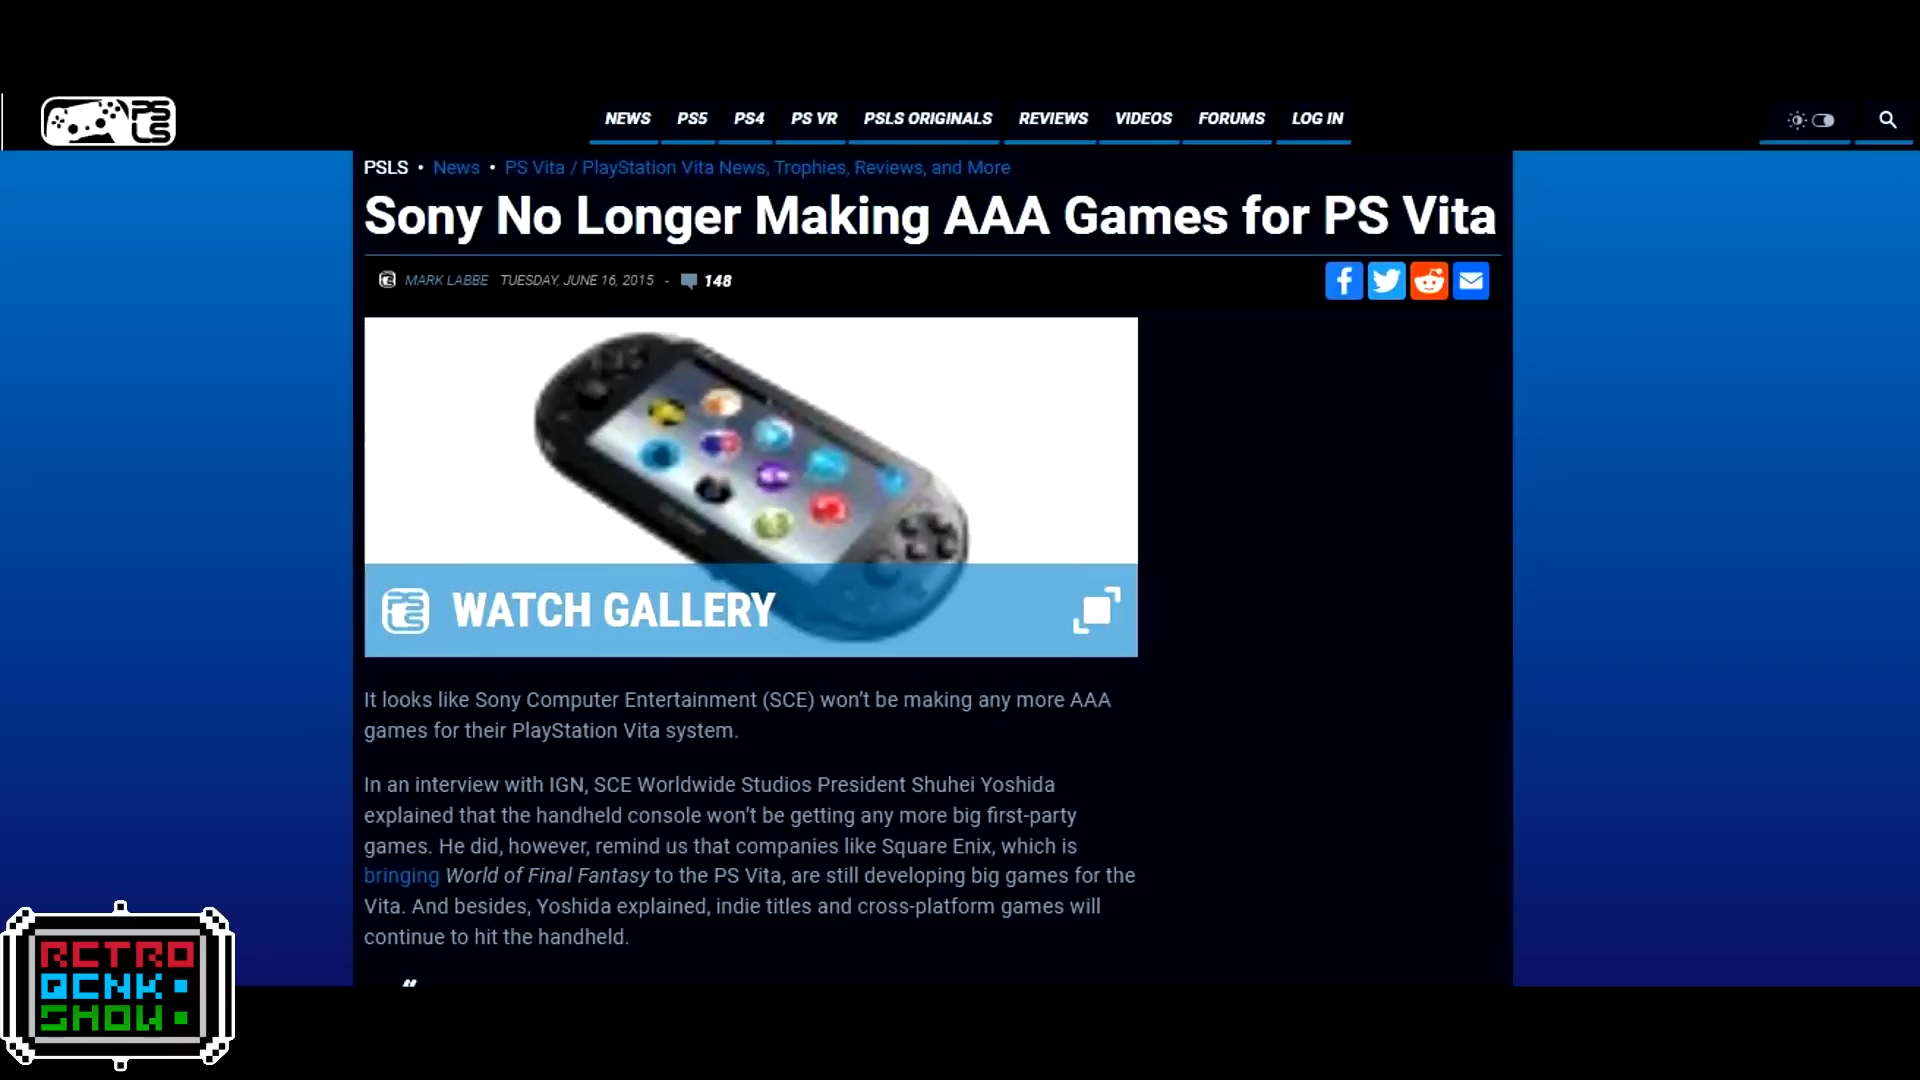 PSLS
NEWS PS5 PS4 PS VR PSLS ORIGINALS REVIEWS VIDEOS FORUMS LOG IN
PSLS • News • PS Vita / PlayStation Vita News, Trophies, Reviews, and More
Sony No Longer Making AAA Games for PS Vita
MARK LABBE TUESDAY, JUNE 16, 2015 - 148
WATCH GALLERY
It looks like Sony Computer Entertainment (SCE) won’t be making any more AAA
games for their PlayStation Vita system.
In an interview with IGN, SCE Worldwide Studios President Shuhei Yoshida
explained that the handheld console won’t be getting any more big first-party
games. He did, however, remind us that companies like Square Enix, which is
bringing World of Final Fantasy to the PS Vita, are still developing big games for the
Vita. And besides, Yoshida explained, indie titles and cross-platform games will
continue to hit the handheld.
“
RETRO
QCNK
SHOW